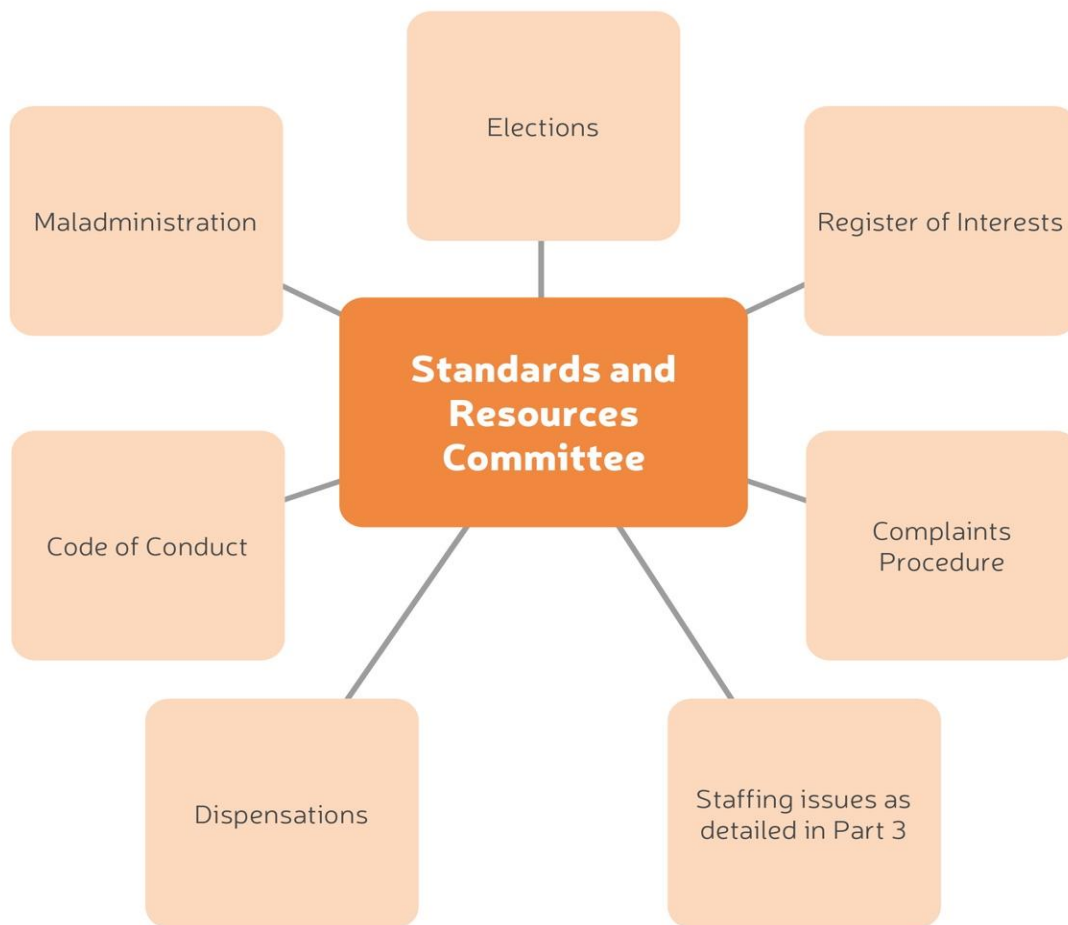 Elections
Maladministration
Register of Interests
Standards and
Resources
Committee
Code of Conduct
Complaints
Procedure
Dispensations
Staffing issues as
detailed in Part 3